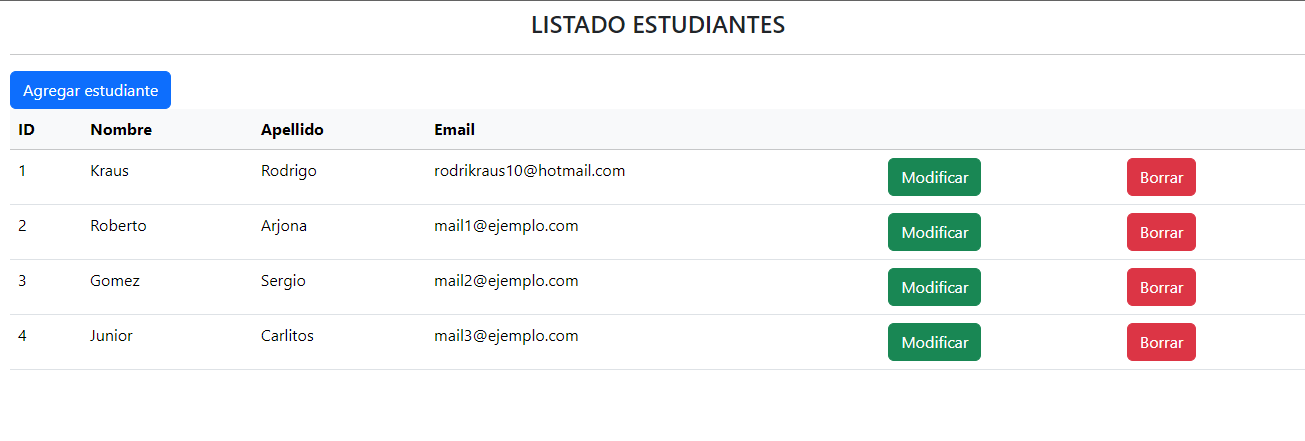 LISTADO ESTUDIANTES
Agregar estudiante
ID Nombre Apellido Email
1 Kraus Rodrigo rodrikraus10@hotmail.com Modificar Borrar
2 Roberto Arjona mail1@ejemplo.com Modificar Borrar
3 Gomez Sergio mail2@ejemplo.com Modificar Borrar
4 Junior Carlitos mail3@ejemplo.com Modificar Borrar